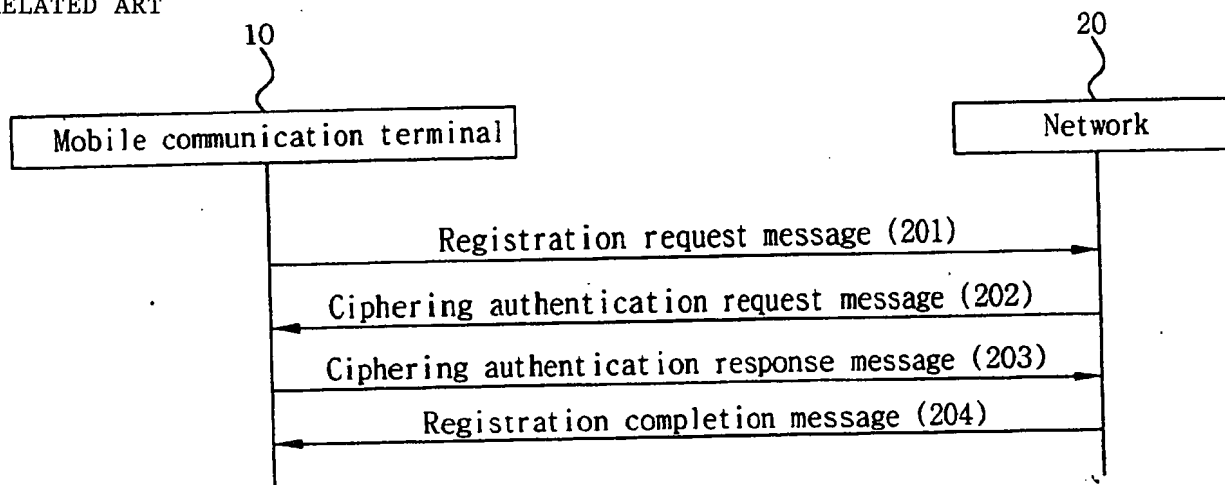 RELATED ART
10
20
Mobile communication terminal
Network
Registration request message (201)
Ciphering authentication request message (202)
Ciphering authentication response message (203)
Registration completion message (204)